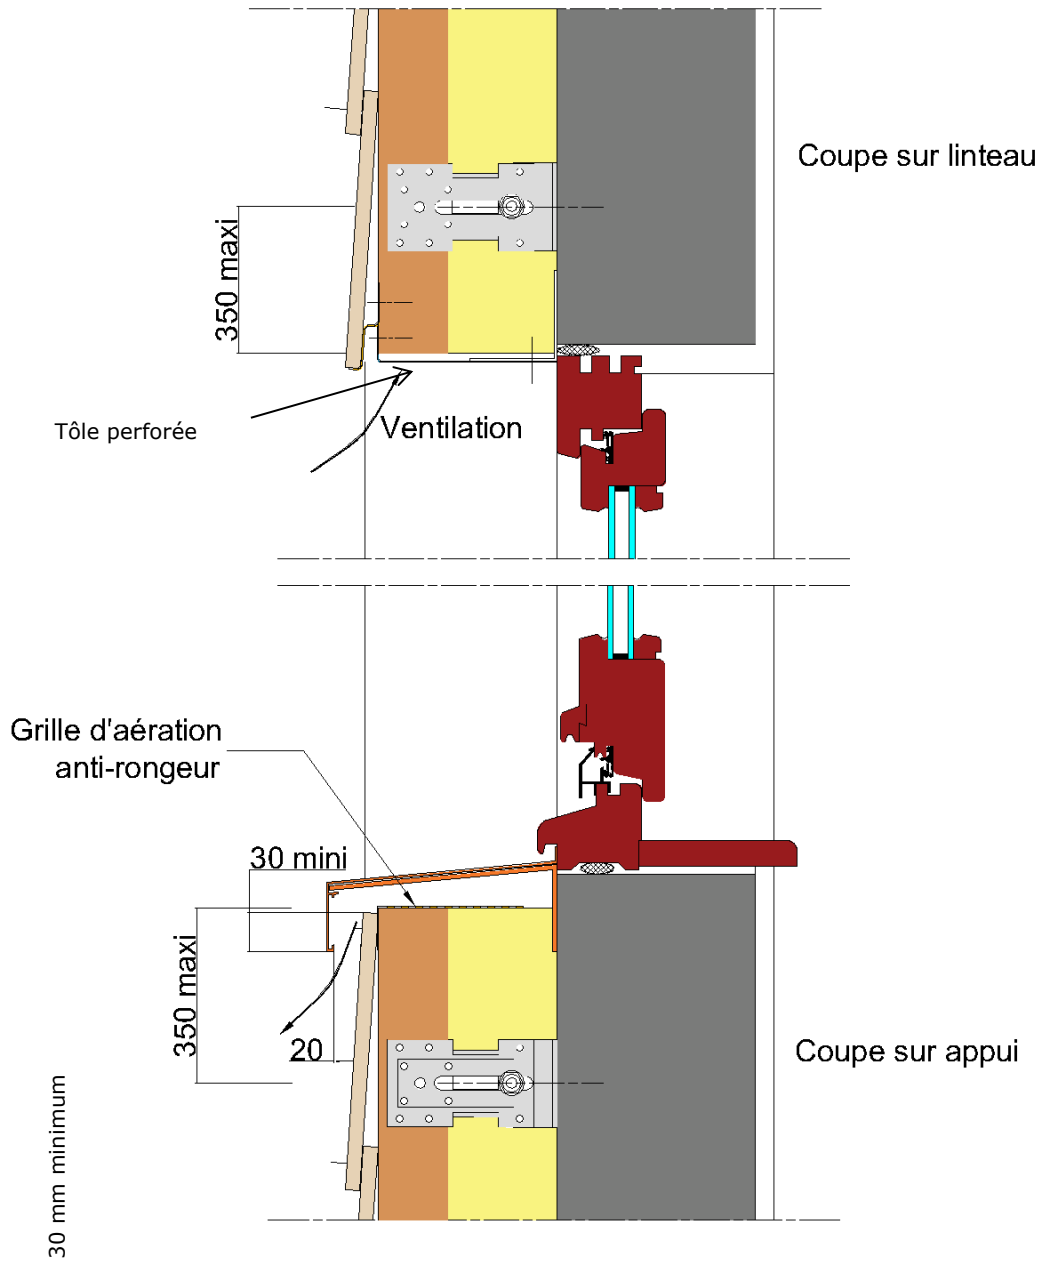 Coupe sur linteau
350 maxi
Tôle perforée
Ventilation
Grille d'aération
anti-rongeur
30 mini
350 maxi
20
Coupe sur appui
30 mm minimum